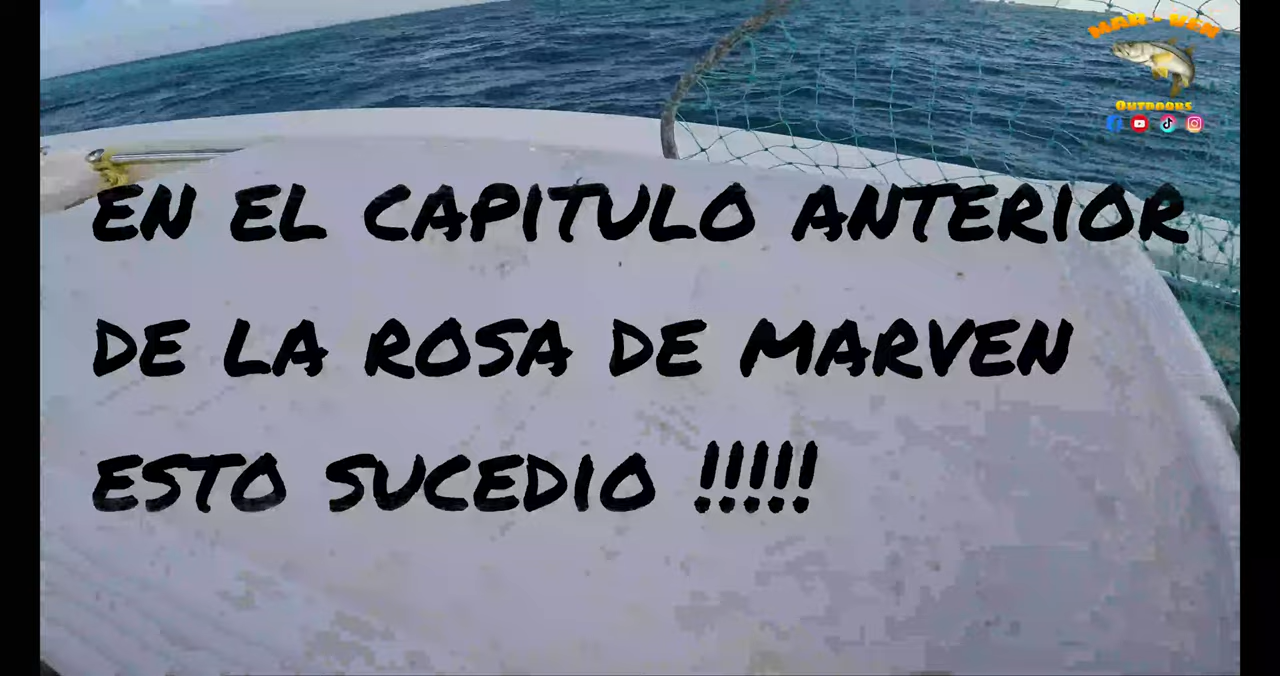 MAR-VEN
OUTDOORS
EN EL CAPITULO ANTERIOR
DE LA ROSA DE MARVEN
ESTO SUCEDIO !!!!!